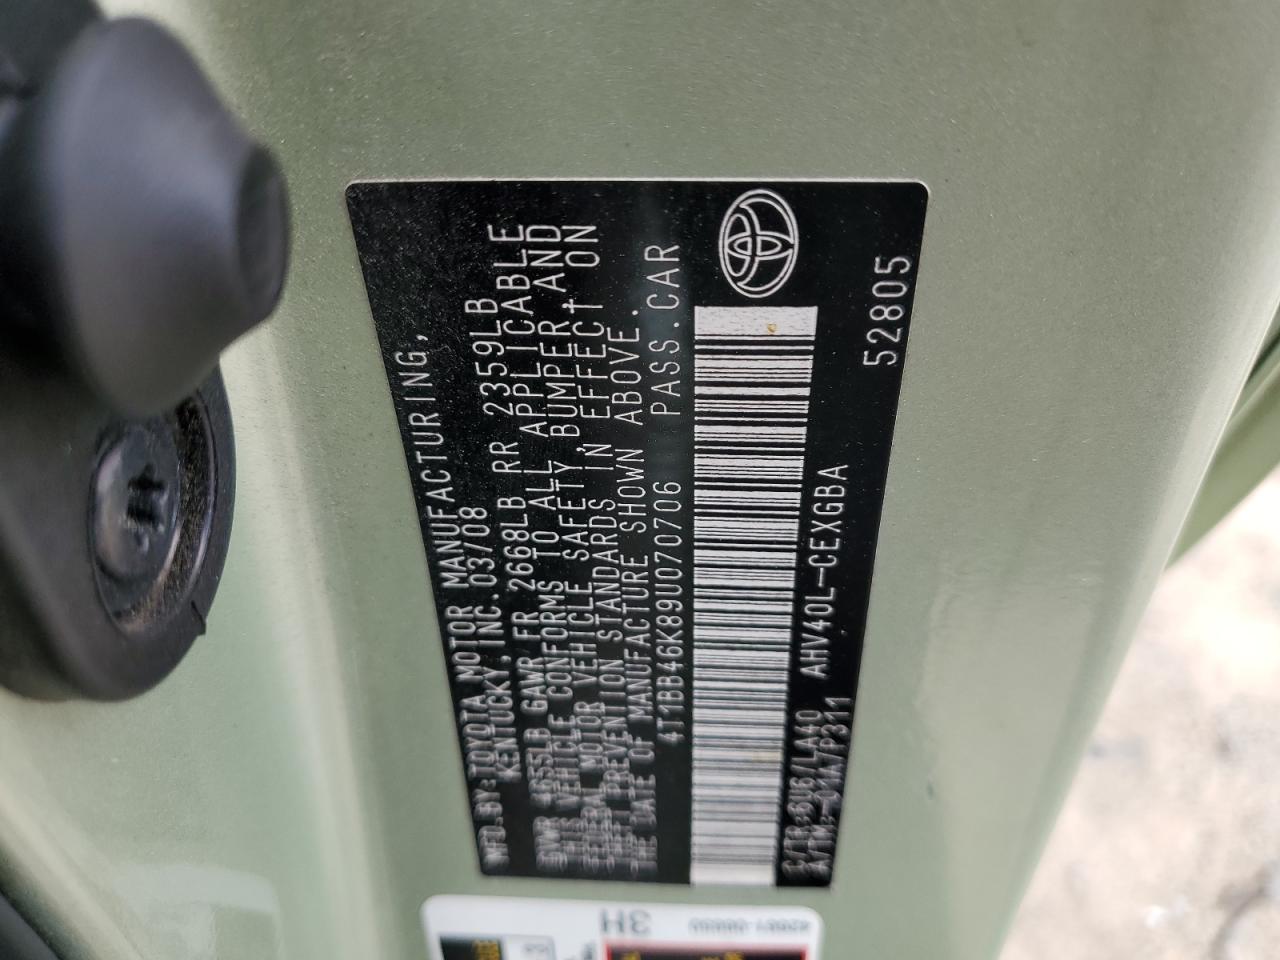 MFD.BY:TOYOTA MOTOR MANUFACTURING,
KENTUCKY, INC. 03/08
GVWR 4655LB GAWR FR 2668LB RR 2359LB
THIS VEHICLE CONFORMS TO ALL APPLICABLE
FEDERAL MOTOR VEHICLE SAFETY, BUMPER, AND
THEFT PREVENTION STANDARDS IN EFFECT ON
THE DATE OF MANUFACTURE SHOWN ABOVE.
4T1BB46K89U070706 PASS.CAR
AHV40L-CEXGBA
C/TR:6U6/LA40
A/TM:-01A/P311
52805
3H